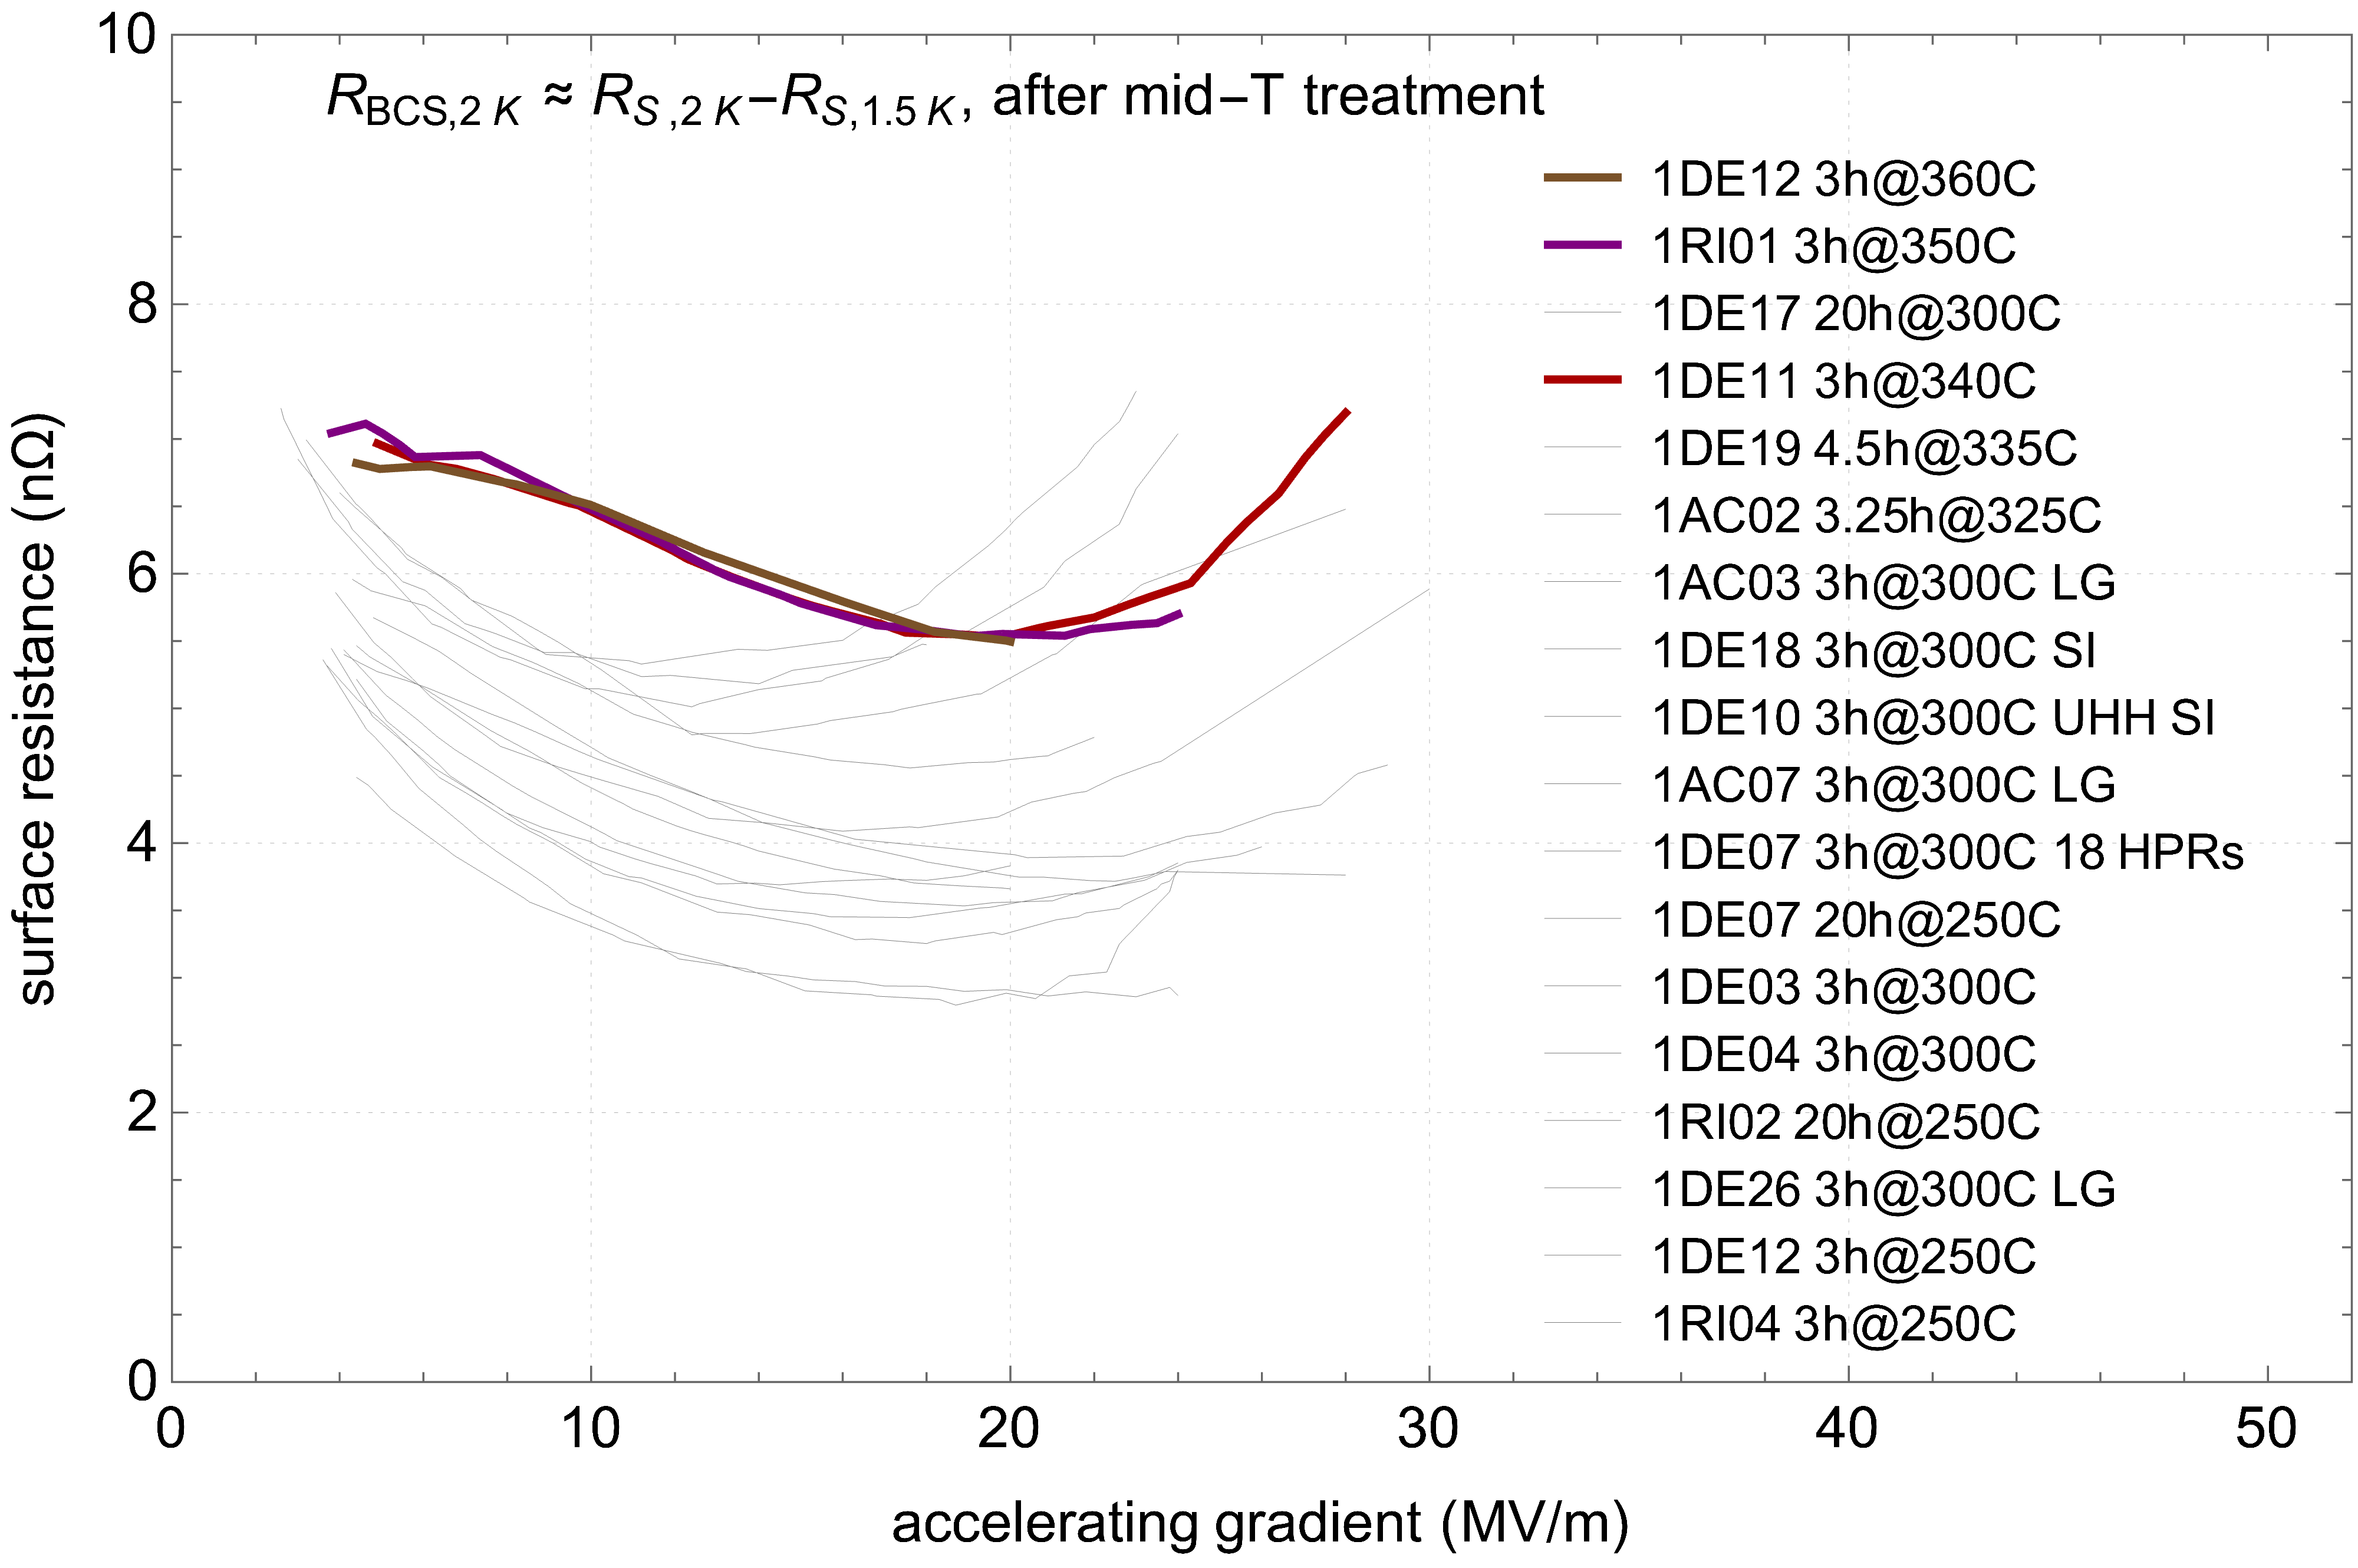 10
R_BCS,2 K ≈ R_S,2 K−R_S,1.5 K, after mid−T treatment
1DE12 3h@360C
1RI01 3h@350C
1DE17 20h@300C
1DE11 3h@340C
1DE19 4.5h@335C
1AC02 3.25h@325C
1AC03 3h@300C LG
1DE18 3h@300C SI
1DE10 3h@300C UHH SI
1AC07 3h@300C LG
1DE07 3h@300C 18 HPRs
1DE07 20h@250C
1DE03 3h@300C
1DE04 3h@300C
1RI02 20h@250C
1DE26 3h@300C LG
1DE12 3h@250C
1RI04 3h@250C
8
6
4
2
0
surface resistance (nΩ)
0 10 20 30 40 50
accelerating gradient (MV/m)